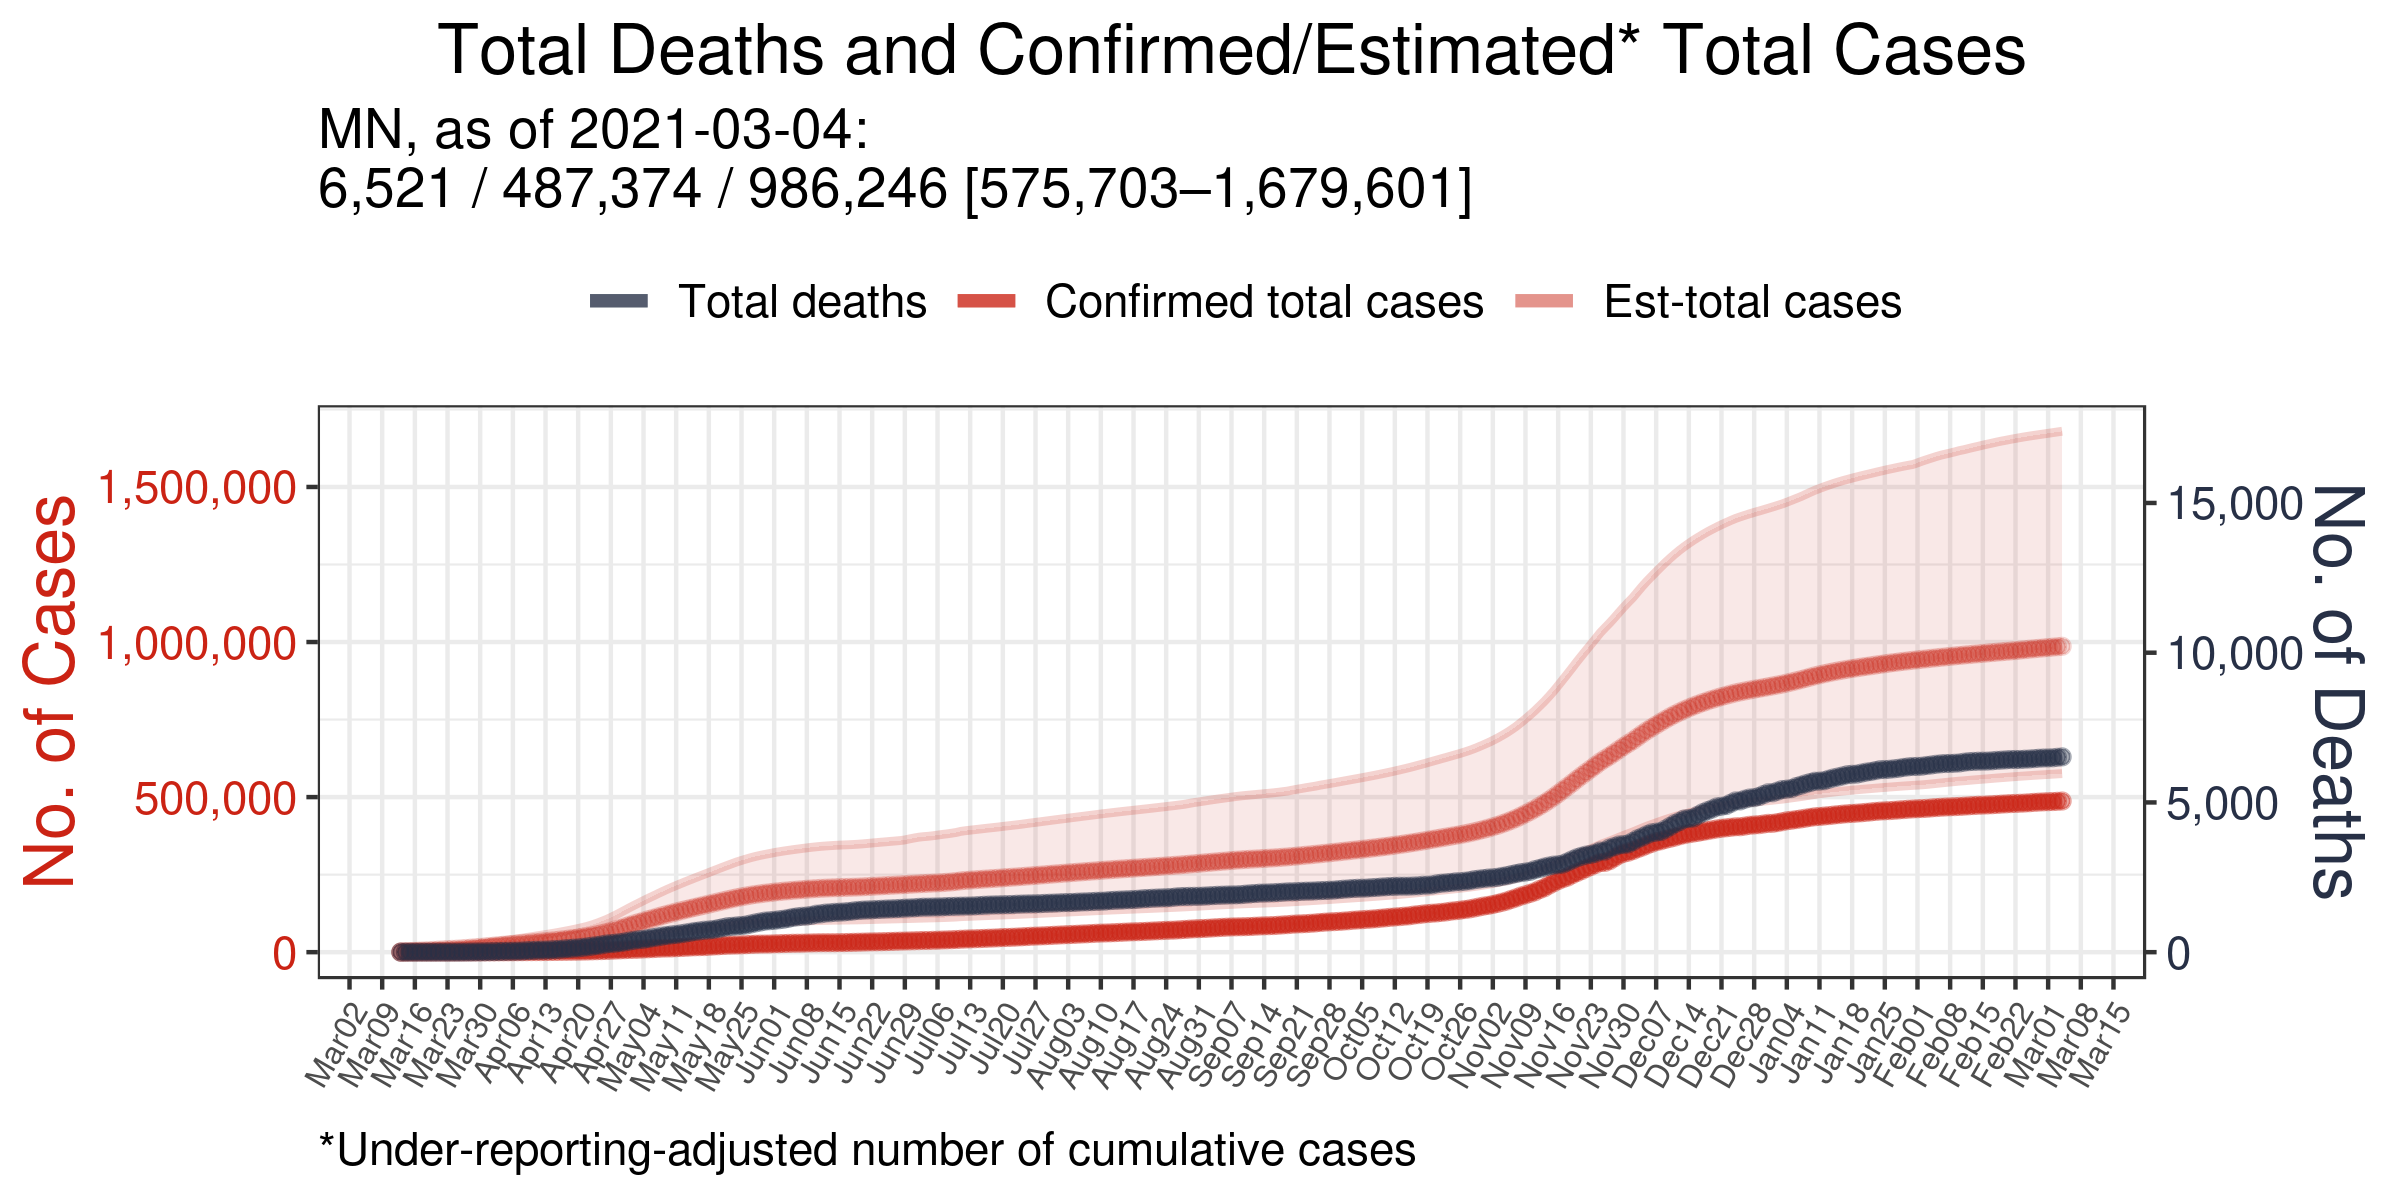 Total Deaths and Confirmed/Estimated* Total Cases
MN, as of 2021-03-04:
6,521 / 487,374 / 986,246 [575,703–1,679,601]
Total deaths
Confirmed total cases
Est-total cases
No. of Cases
1,500,000
1,000,000
500,000
0
15,000
10,000
5,000
0
No. of Deaths
Mar02
Mar09
Mar16
Mar23
Mar30
Apr06
Apr13
Apr20
Apr27
May04
May11
May18
May25
Jun01
Jun08
Jun15
Jun22
Jun29
Jul06
Jul13
Jul20
Jul27
Aug03
Aug10
Aug17
Aug24
Aug31
Sep07
Sep14
Sep21
Sep28
Oct05
Oct12
Oct19
Oct26
Nov02
Nov09
Nov16
Nov23
Nov30
Dec07
Dec14
Dec21
Dec28
Jan04
Jan11
Jan18
Jan25
Feb01
Feb08
Feb15
Feb22
Mar01
Mar08
Mar15
*Under-reporting-adjusted number of cumulative cases